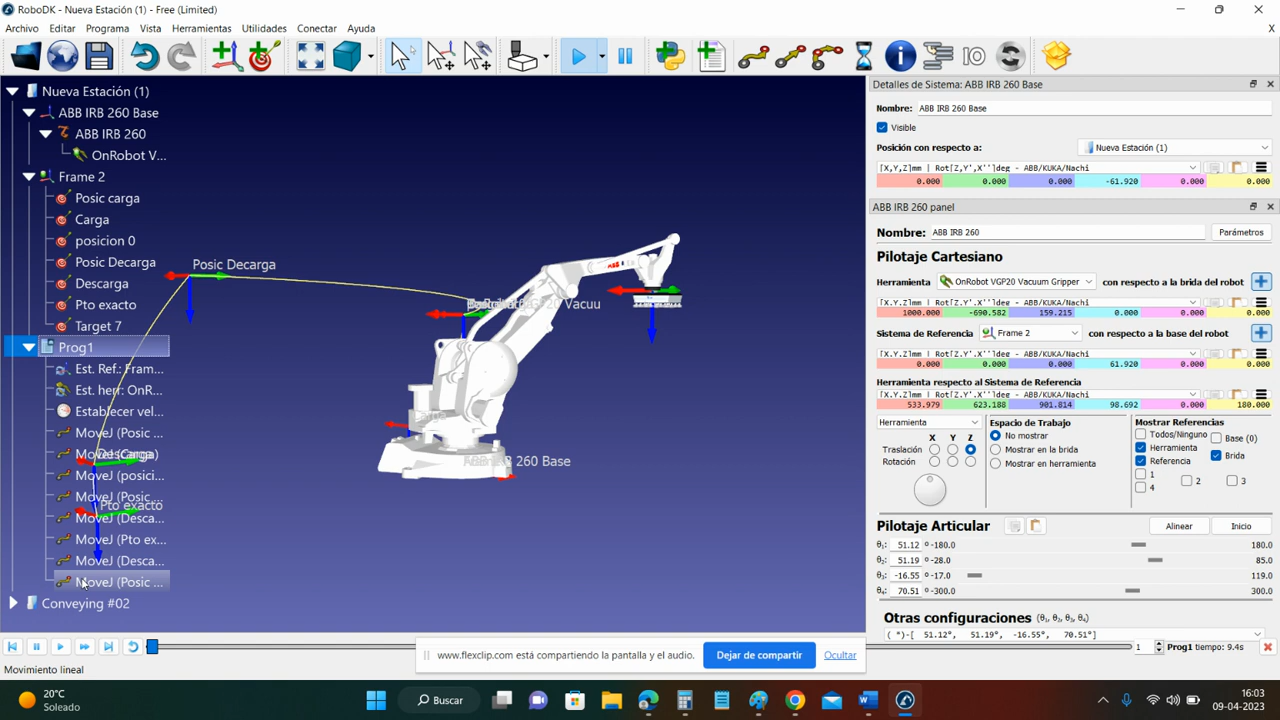 RoboDK - Nueva Estación (1) - Free (Limited)
Archivo Editar Programa Vista Herramientas Utilidades Conectar Ayuda
X
IO
Nueva Estación (1)
ABB IRB 260 Base
ABB IRB 260
OnRobot V...
Frame 2
Posic carga
Carga
posicion 0
Posic Decarga
Descarga
Pto exacto
Target 7
Prog1
Est. Ref.: Fram...
Est. herr: OnR...
Establecer vel...
MoveJ (Posic ...
MoveJ (Carga)
MoveJ (posici...
MoveJ (Posic ...
MoveJ (Desca...
MoveJ (Pto ex...
MoveJ (Desca...
MoveJ (Posic ...
Conveying #02
Posic Decarga
ABB
Pto exacto
260 Base
Detalles de Sistema: ABB IRB 260 Base
Nombre: ABB IRB 260 Base
Visible
Posición con respecto a: Nueva Estación (1)
[X,Y,Z]mm | Rot[Z,Y',X'']deg - ABB/KUKA/Nachi
0.000 0.000 0.000 -61.920 0.000 0.000
ABB IRB 260 panel
Nombre: ABB IRB 260 Parámetros
Pilotaje Cartesiano
Herramienta OnRobot VGP20 Vacuum Gripper con respecto a la brida del robot
[X,Y,Z]mm | Rot[Z,Y',X'']deg - ABB/KUKA/Nachi
1000.000 -690.582 159.215 0.000 0.000 0.000
Sistema de Referencia Frame 2 con respecto a la base del robot
[X,Y,Z]mm | Rot[Z,Y',X'']deg - ABB/KUKA/Nachi
0.000 0.000 0.000 61.920 0.000 0.000
Herramienta respecto al Sistema de Referencia
[X,Y,Z]mm | Rot[Z,Y',X'']deg - ABB/KUKA/Nachi
533.979 623.188 901.814 98.692 0.000 180.000
Herramienta
X Y Z
Traslación
Rotación
Espacio de Trabajo
No mostrar
Mostrar en la brida
Mostrar en herramienta
Mostrar Referencias
Todos/Ninguno Base (0)
Herramienta
Referencia Brida
1 2 3
4
Pilotaje Articular Alinear Inicio
θ₁: 51.12 º -180.0 180.0
θ₂: 51.19 º -28.0 85.0
θ₃: -16.55 º -17.0 119.0
θ₄: 70.51 º -300.0 300.0
Otras configuraciones (θ₁, θ₂, θ₃, θ₄)
( *)-[ 51.12°, 51.19°, -16.55°, 70.51°]
1 Prog1 tiempo: 9.4s
www.flexclip.com está compartiendo la pantalla y el audio. Dejar de compartir Ocultar
Movimiento lineal
20°C
Soleado
Buscar
16:03
09-04-2023